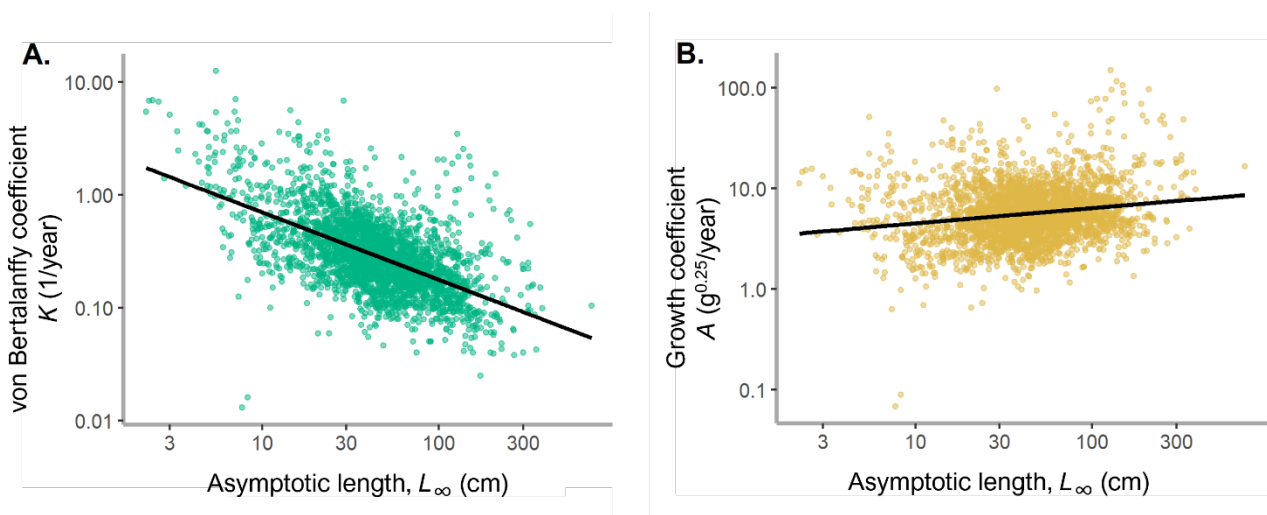 A.
von Bertalanffy coefficient
K (1/year)
10.00
1.00
0.10
0.01
3 10 30 100 300
Asymptotic length, L∞ (cm)
B.
Growth coefficient
A (g^0.25/year)
100.0
10.0
1.0
0.1
3 10 30 100 300
Asymptotic length, L∞ (cm)